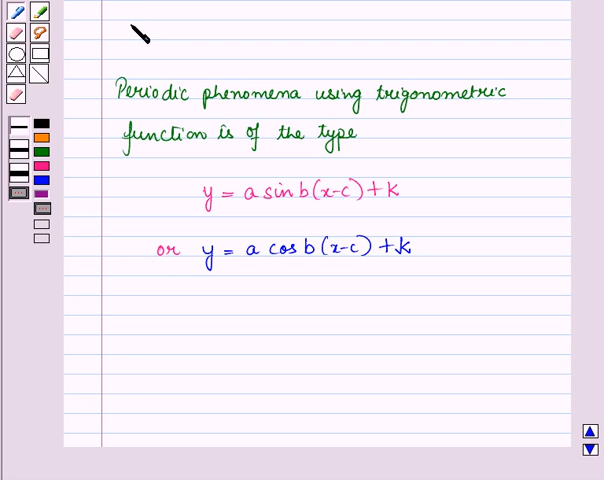 Periodic phenomena using trigonometric
function is of the type
y = a sin b(x-c) + k
or y = a cos b(x-c) + k